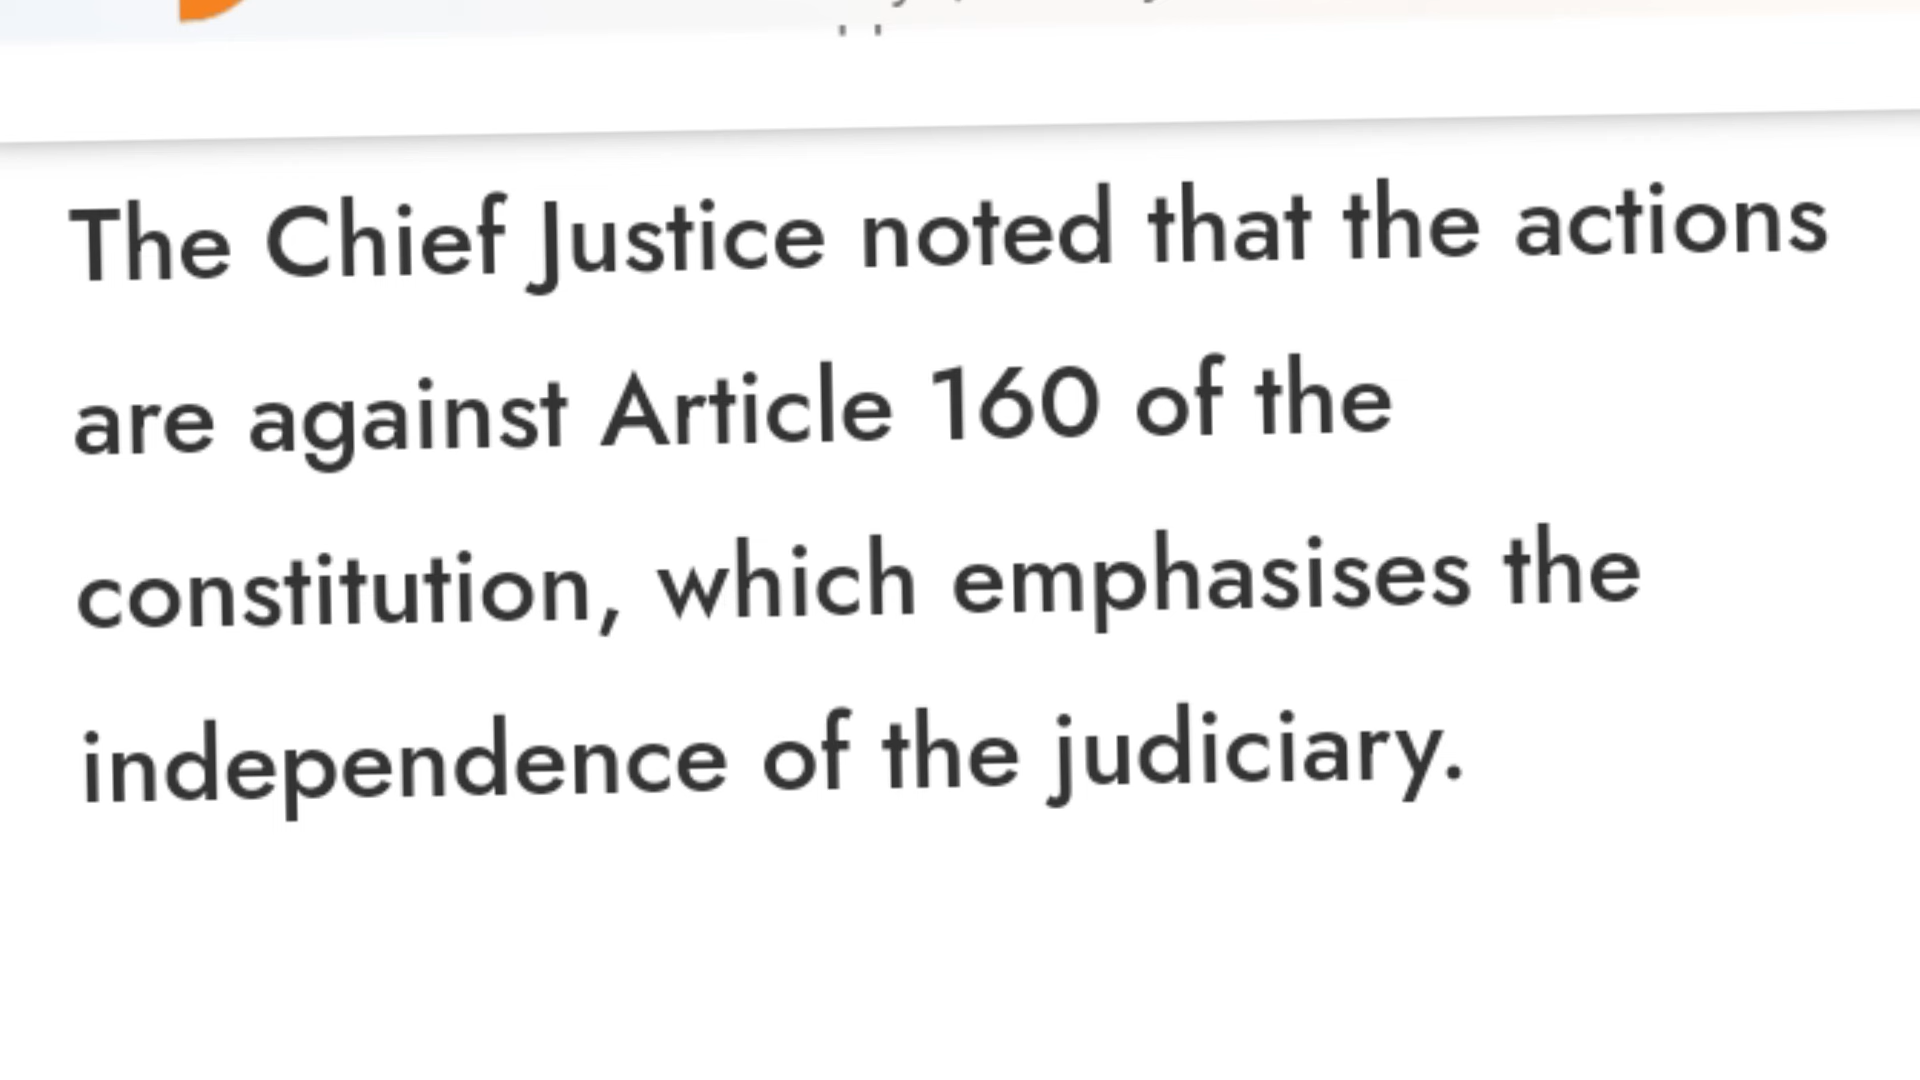 The Chief Justice noted that the actions
are against Article 160 of the
constitution, which emphasises the
independence of the judiciary.